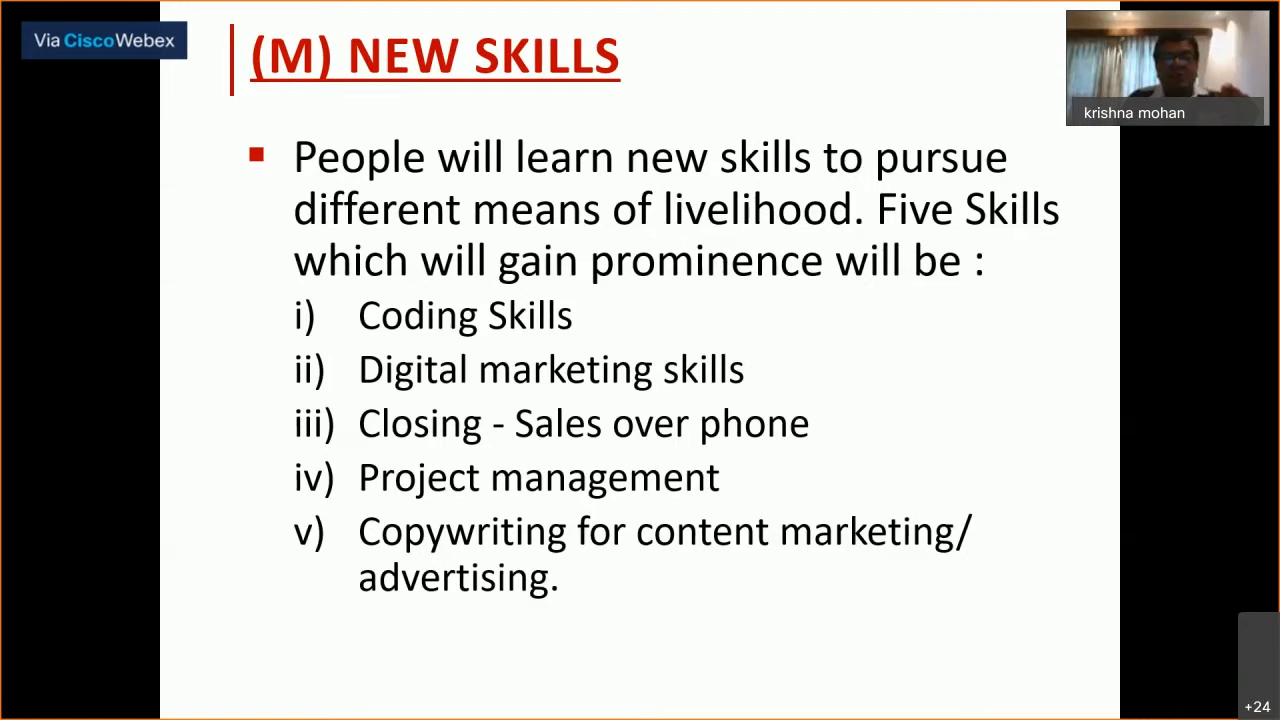 Via CiscoWebex
(M) NEW SKILLS
krishna mohan
▪ People will learn new skills to pursue
different means of livelihood. Five Skills
which will gain prominence will be :
i) Coding Skills
ii) Digital marketing skills
iii) Closing - Sales over phone
iv) Project management
v) Copywriting for content marketing/
advertising.
+24